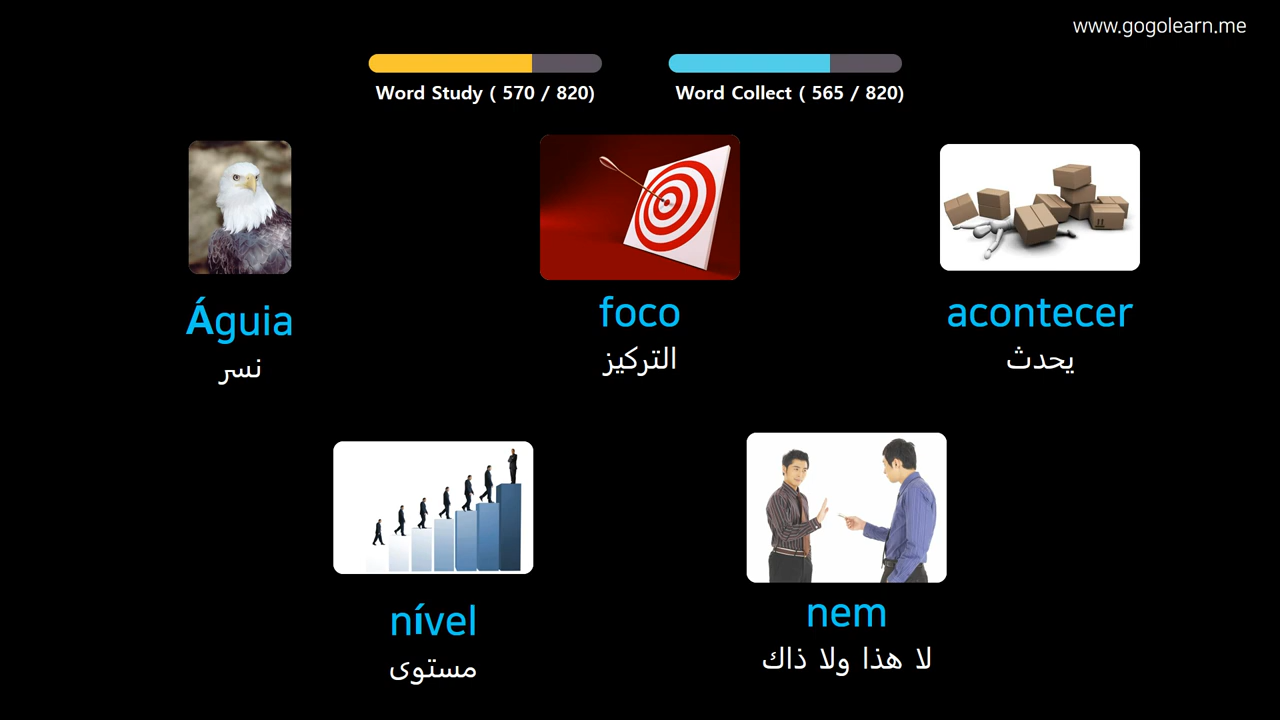 www.gogolearn.me
Word Study ( 570 / 820)
Word Collect ( 565 / 820)
Águia
نسر
foco
التركيز
acontecer
يحدث
nível
مستوى
nem
لا هذا ولا ذاك